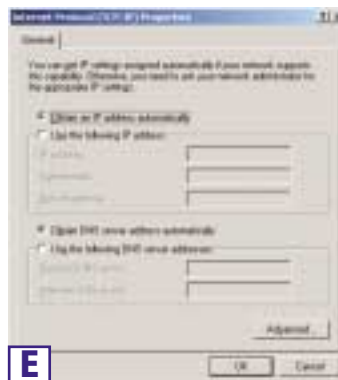 Internet Protocol (TCP/IP) Properties
General
You can get IP settings assigned automatically if your network supports
this capability. Otherwise, you need to ask your network administrator for
the appropriate IP settings.
Obtain an IP address automatically
Use the following IP address:
IP address:
Subnet mask:
Default gateway:
Obtain DNS server address automatically
Use the following DNS server addresses:
Preferred DNS server:
Alternate DNS server:
Advanced...
OK Cancel
E